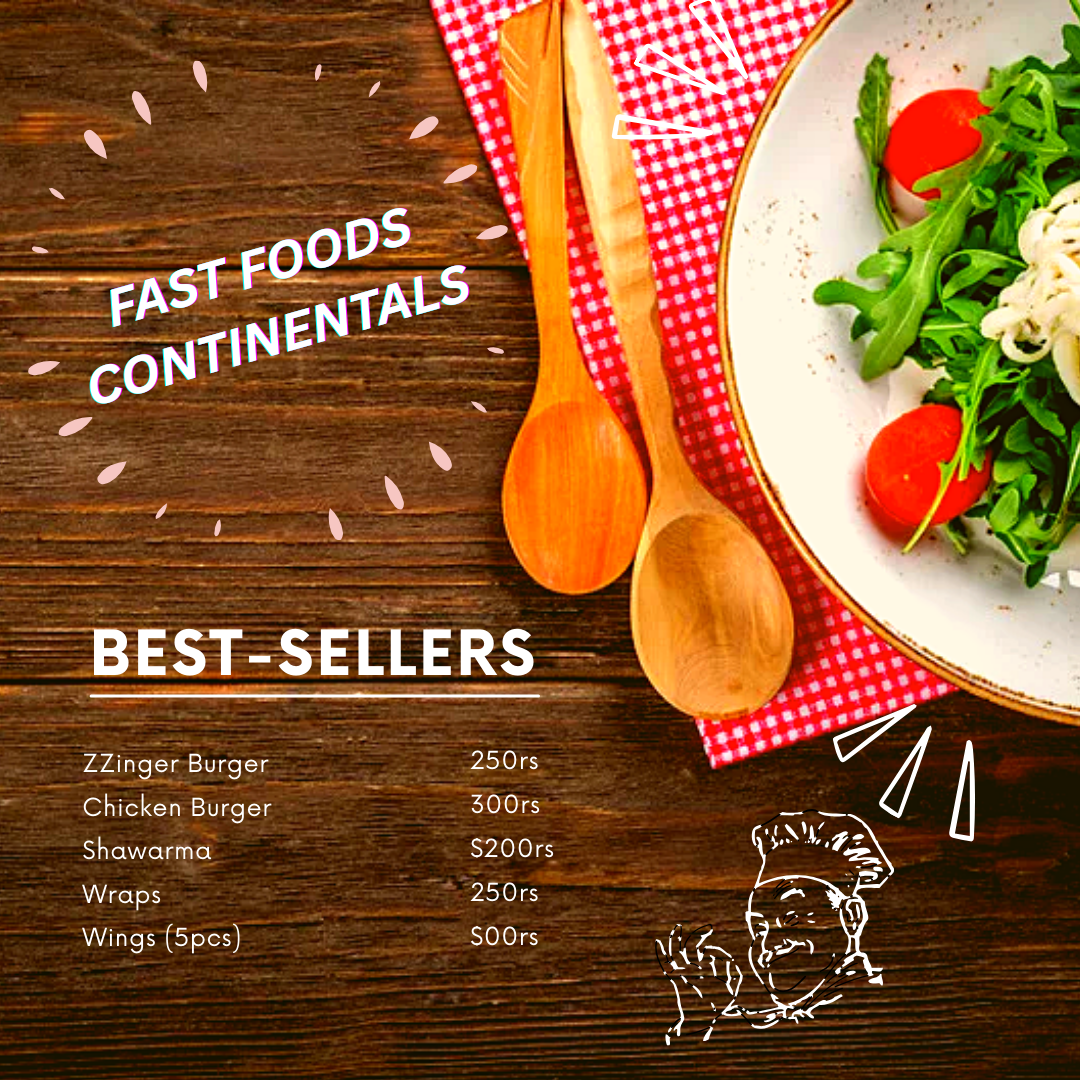 FAST FOODS
CONTINENTALS
BEST-SELLERS
ZZinger Burger 250rs
Chicken Burger 300rs
Shawarma S200rs
Wraps 250rs
Wings (5pcs) S00rs